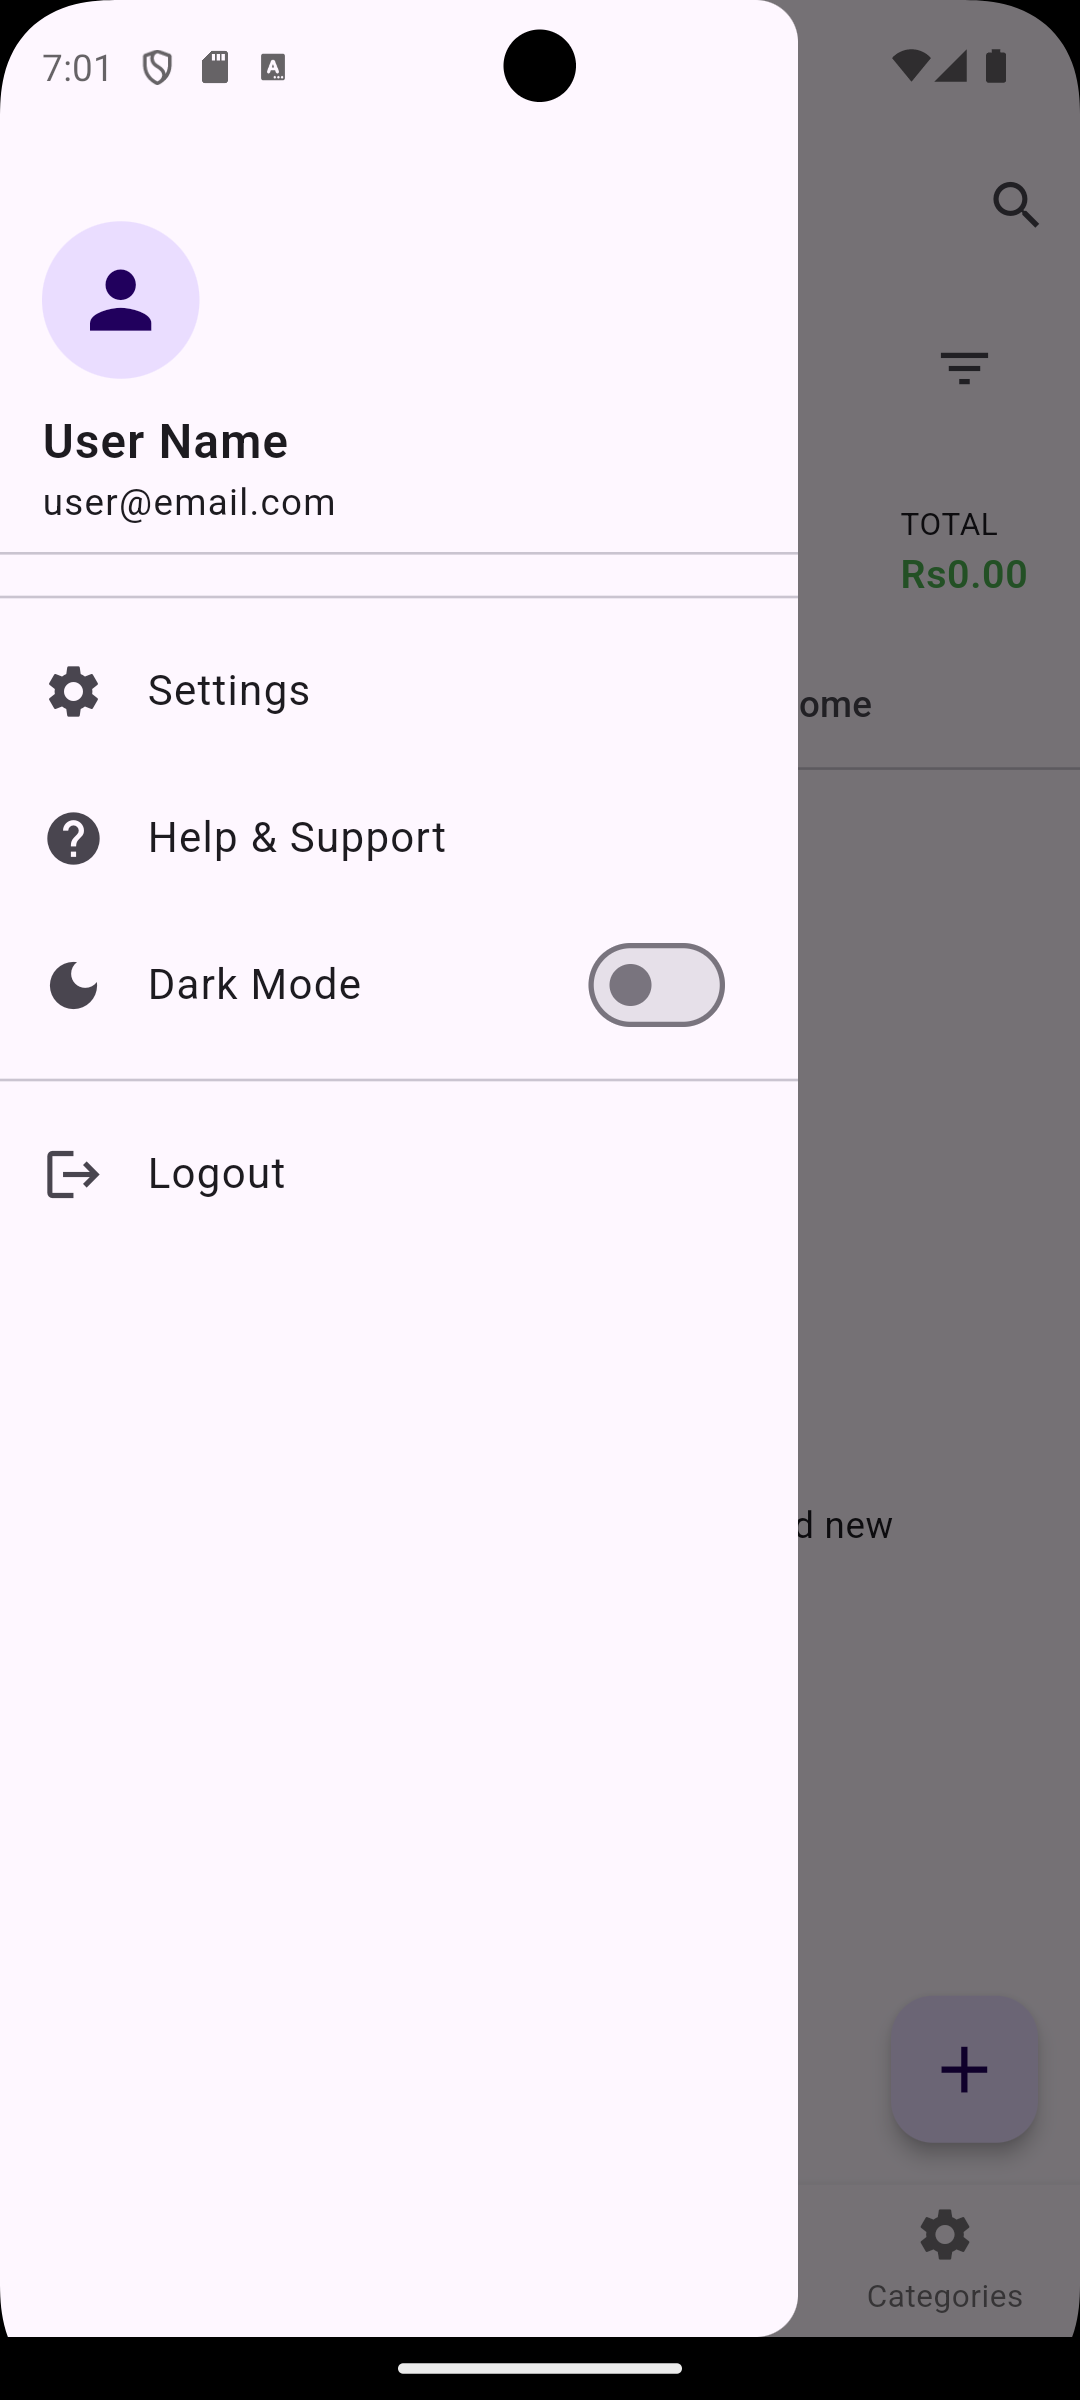 7:01
User Name
user@email.com
TOTAL
Rs0.00
Settings
ome
Help & Support
Dark Mode
Logout
d new
Categories